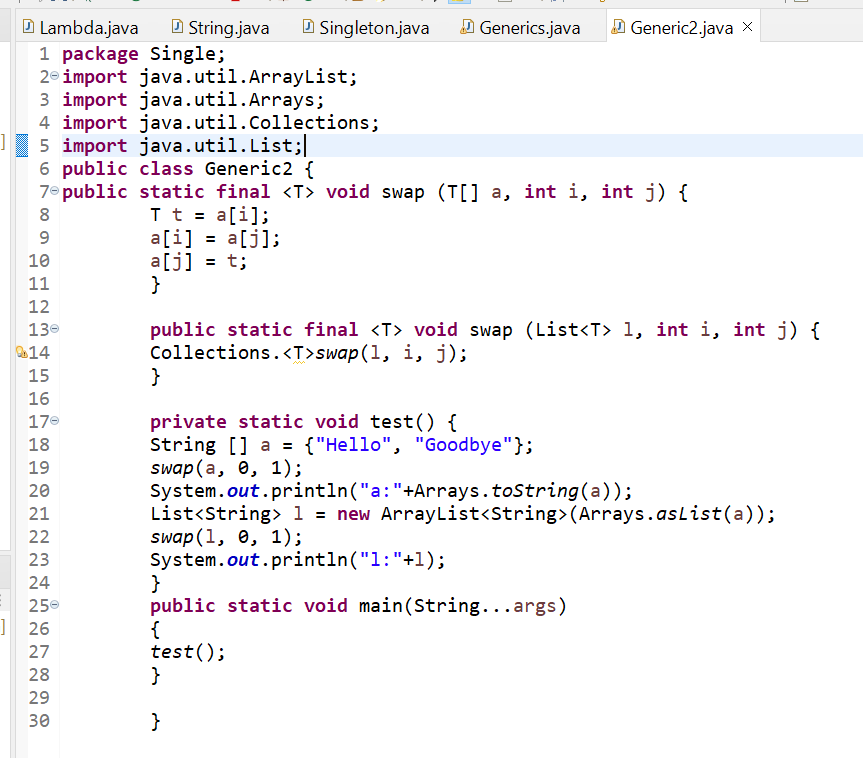 Lambda.java String.java Singleton.java Generics.java Generic2.java
1 package Single;
2 import java.util.ArrayList;
3 import java.util.Arrays;
4 import java.util.Collections;
5 import java.util.List;
6 public class Generic2 {
7 public static final <T> void swap (T[] a, int i, int j) {
8 T t = a[i];
9 a[i] = a[j];
10 a[j] = t;
11 }
12
13 public static final <T> void swap (List<T> l, int i, int j) {
14 Collections.<T>swap(l, i, j);
15 }
16
17 private static void test() {
18 String [] a = {"Hello", "Goodbye"};
19 swap(a, 0, 1);
20 System.out.println("a:"+Arrays.toString(a));
21 List<String> l = new ArrayList<String>(Arrays.asList(a));
22 swap(l, 0, 1);
23 System.out.println("l:"+l);
24 }
25 public static void main(String...args)
26 {
27 test();
28 }
29
30 }